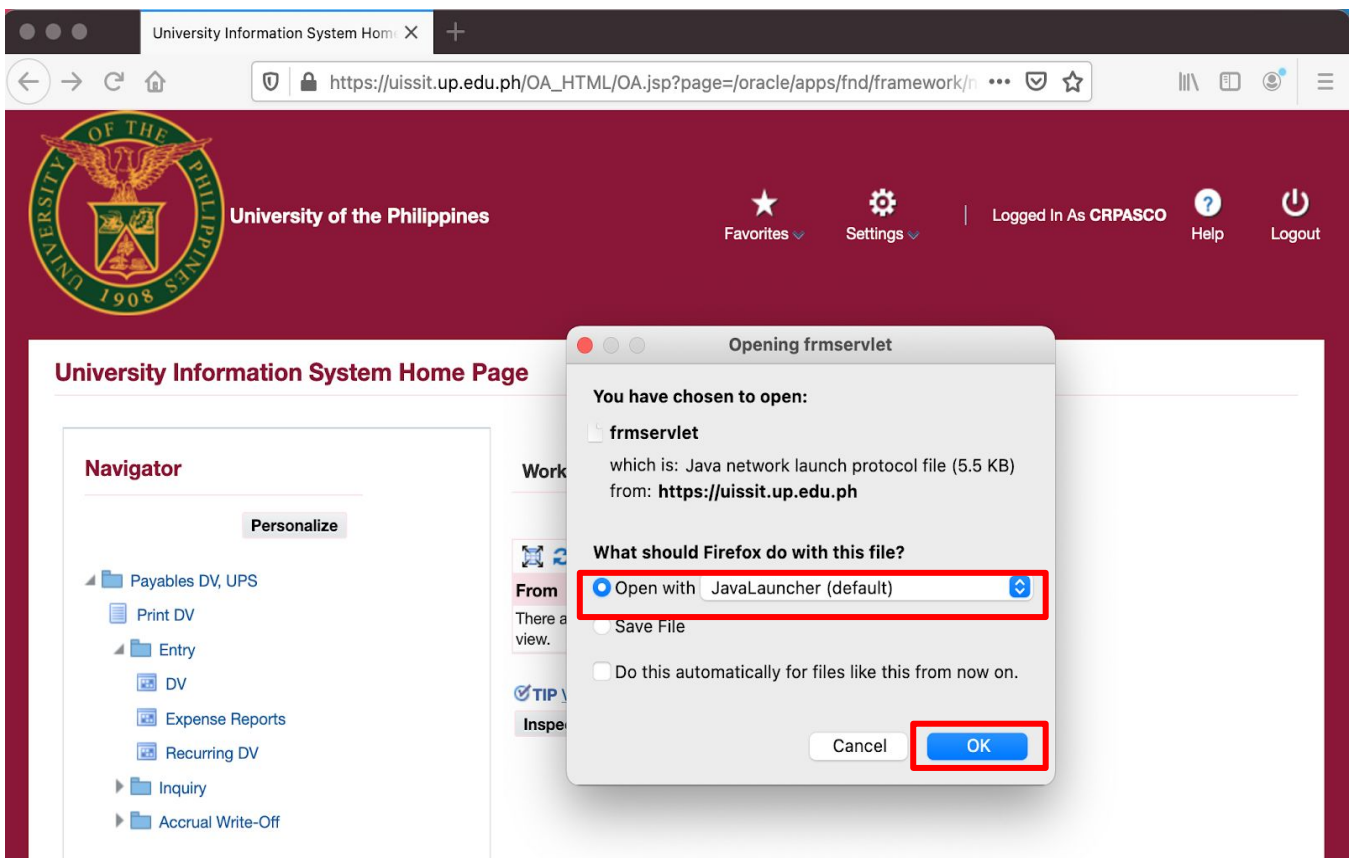 University Information System Hom
https://uissit.up.edu.ph/OA_HTML/OA.jsp?page=/oracle/apps/fnd/framework/n
UNIVERSITY OF THE PHILIPPINES
1908
University of the Philippines
Favorites
Settings
Logged In As CRPASCO
Help
Logout
University Information System Home Page
Navigator
Personalize
Payables DV, UPS
Print DV
Entry
DV
Expense Reports
Recurring DV
Inquiry
Accrual Write-Off
Work
From
There a
view.
TIP
Inspe
Opening frmservlet
You have chosen to open:
frmservlet
which is: Java network launch protocol file (5.5 KB)
from: https://uissit.up.edu.ph
What should Firefox do with this file?
Open with JavaLauncher (default)
Save File
Do this automatically for files like this from now on.
Cancel
OK